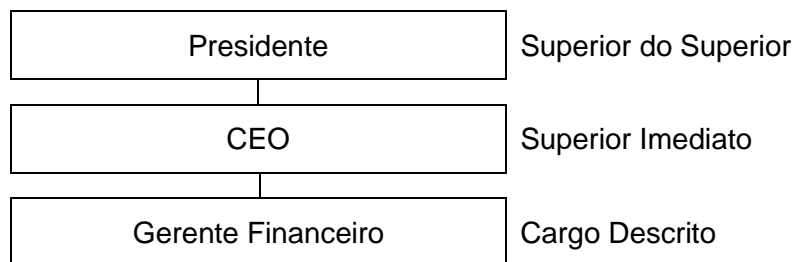 Presidente Superior do Superior
CEO Superior Imediato
Gerente Financeiro Cargo Descrito